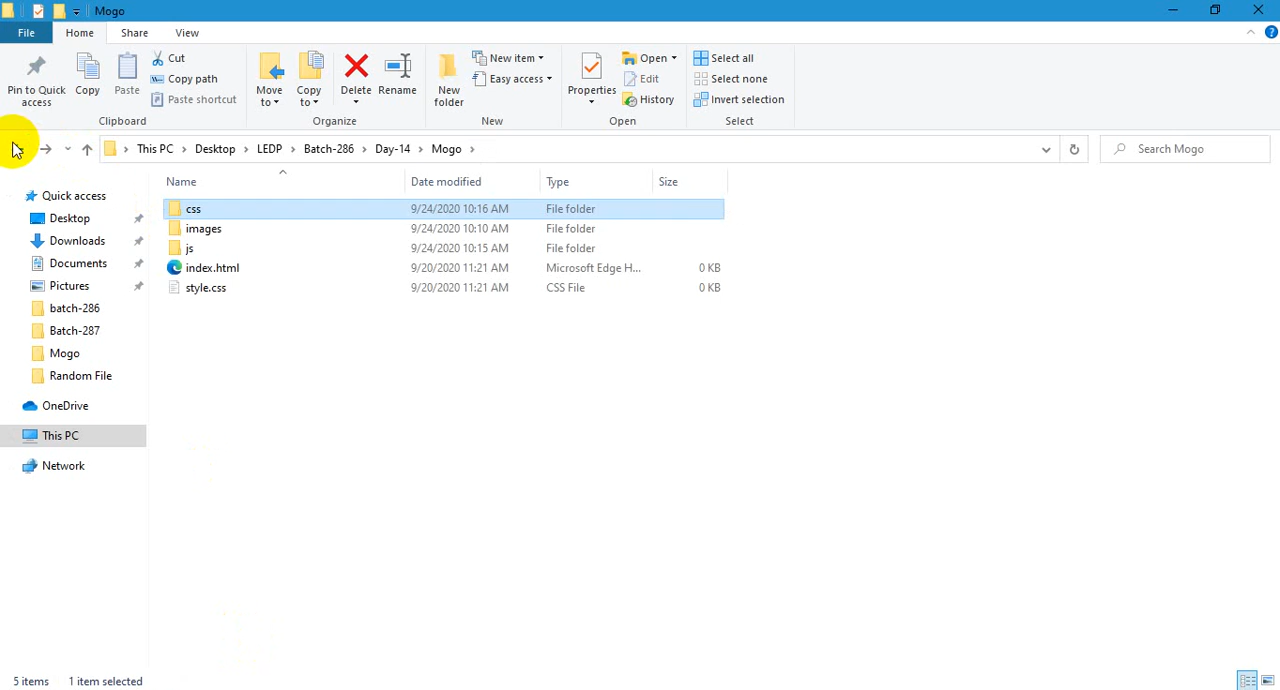 Mogo
File Home Share View
Pin to Quick access
Copy
Paste
Cut
Copy path
Paste shortcut
Clipboard
Move to
Copy to
Delete
Rename
Organize
New folder
New item
Easy access
New
Properties
Open
Edit
History
Open
Select all
Select none
Invert selection
Select
This PC Desktop LEDP Batch-286 Day-14 Mogo
Search Mogo
Quick access
Desktop
Downloads
Documents
Pictures
batch-286
Batch-287
Mogo
Random File
OneDrive
This PC
Network
Name Date modified Type Size
css 9/24/2020 10:16 AM File folder
images 9/24/2020 10:10 AM File folder
js 9/24/2020 10:15 AM File folder
index.html 9/20/2020 11:21 AM Microsoft Edge H... 0 KB
style.css 9/20/2020 11:21 AM CSS File 0 KB
5 items 1 item selected